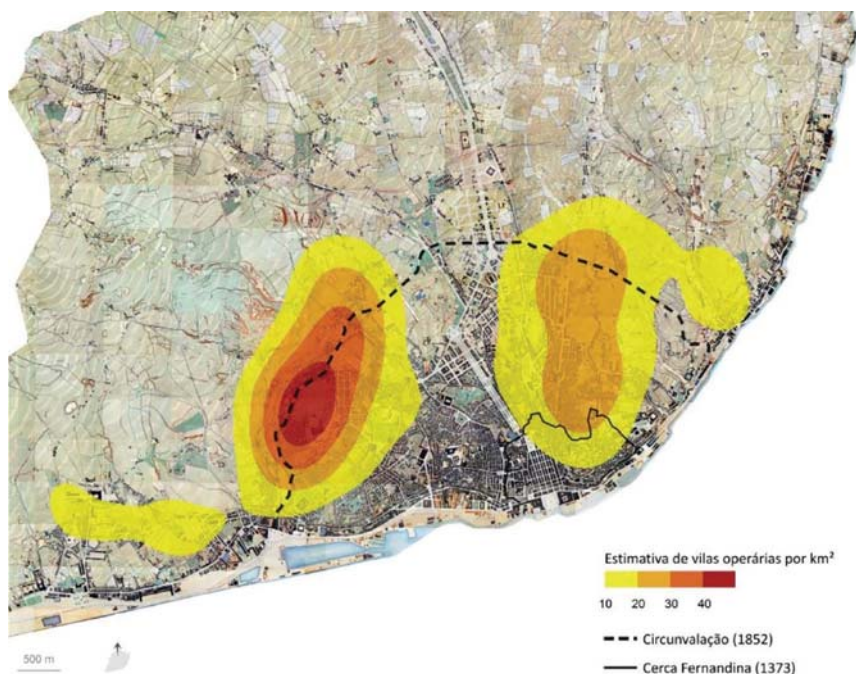 Estimativa de vilas operárias por km²
10 20 30 40
Circunvalação (1852)
Cerca Fernandina (1373)
500 m